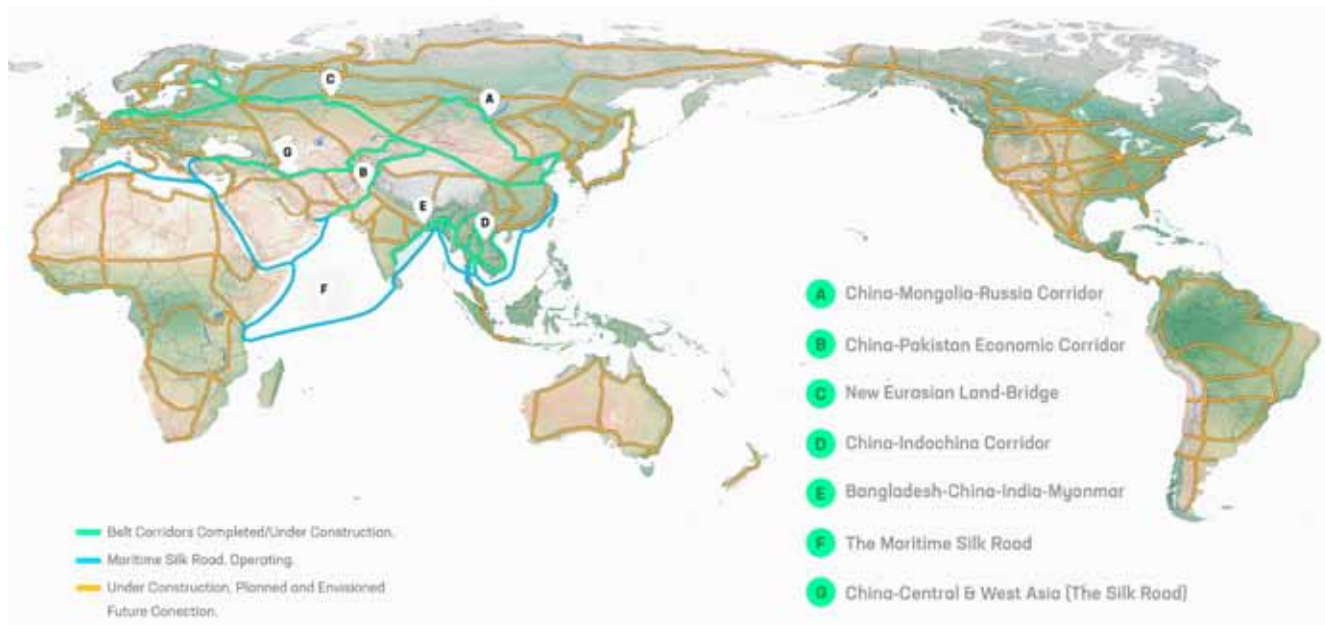 C
A
G
B
E
D
F
A China-Mongolia-Russia Corridor
B China-Pakistan Economic Corridor
C New Eurasian Land-Bridge
D China-Indochina Corridor
E Bangladesh-China-India-Myanmar
F The Maritime Silk Road
G China-Central & West Asia (The Silk Road)
Belt Corridors Completed/Under Construction.
Maritime Silk Road, Operating.
Under Construction, Planned and Envisioned
Future Conection.